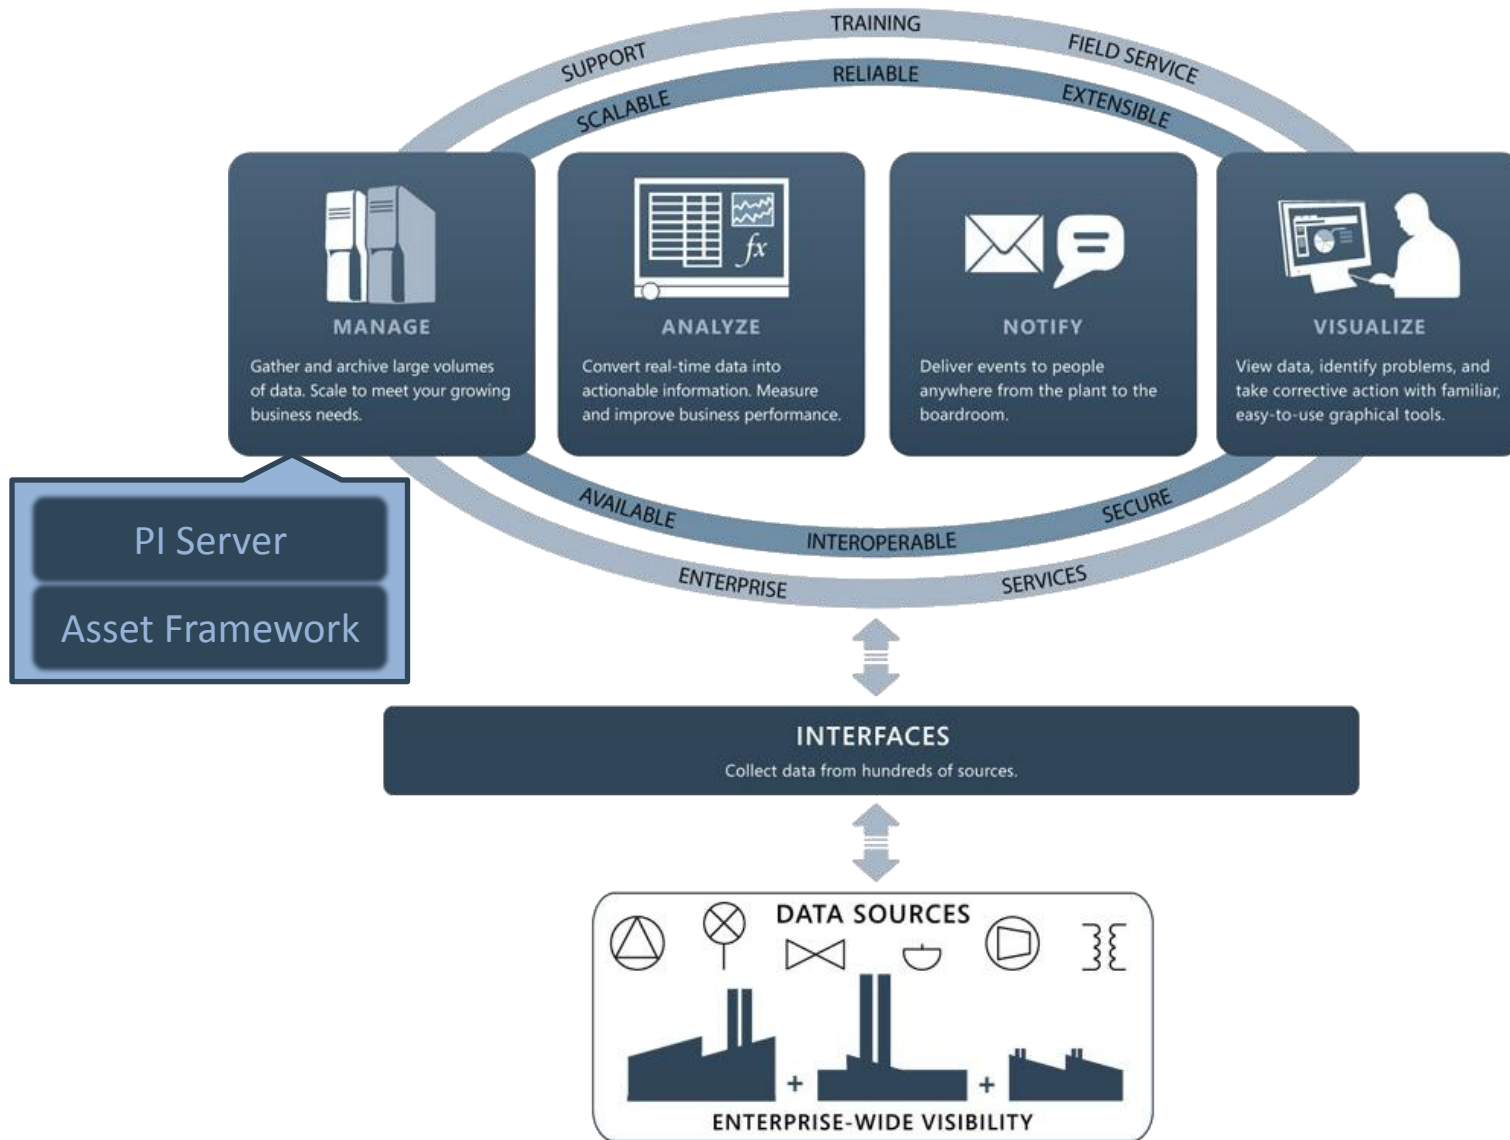 TRAINING
SUPPORT
FIELD SERVICE
RELIABLE
SCALABLE
EXTENSIBLE
fx
MANAGE
Gather and archive large volumes
of data. Scale to meet your growing
business needs.
ANALYZE
Convert real-time data into
actionable information. Measure
and improve business performance.
NOTIFY
Deliver events to people
anywhere from the plant to the
boardroom.
VISUALIZE
View data, identify problems, and
take corrective action with familiar,
easy-to-use graphical tools.
PI Server
Asset Framework
AVAILABLE
INTEROPERABLE
SECURE
ENTERPRISE
SERVICES
INTERFACES
Collect data from hundreds of sources.
DATA SOURCES
+ +
ENTERPRISE-WIDE VISIBILITY